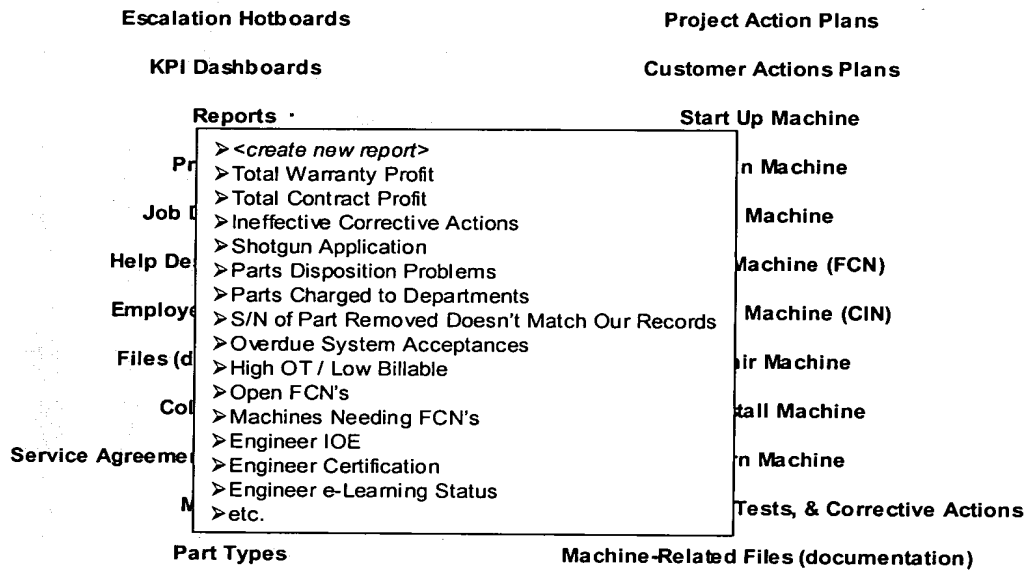 Escalation Hotboards
Project Action Plans
KPI Dashboards
Customer Actions Plans
Reports
Start Up Machine
➢<create new report>
➢Total Warranty Profit
➢Total Contract Profit
➢Ineffective Corrective Actions
➢Shotgun Application
➢Parts Disposition Problems
➢Parts Charged to Departments
➢S/N of Part Removed Doesn't Match Our Records
➢Overdue System Acceptances
➢High OT / Low Billable
➢Open FCN's
➢Machines Needing FCN's
➢Engineer IOE
➢Engineer Certification
➢Engineer e-Learning Status
➢etc.
Job
Help
Files
Service
Machine
Machine
Machine (FCN)
Machine (CIN)
Machine
Machine
Machine
Tests, & Corrective Actions
Part Types
Machine-Related Files (documentation)